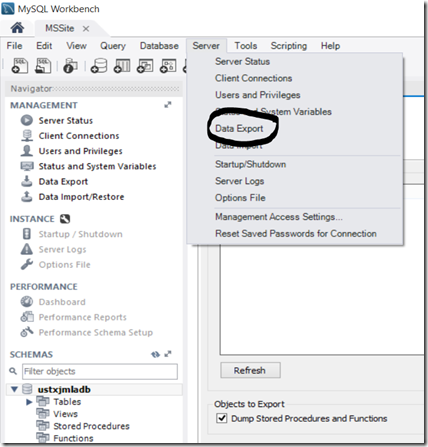 MySQL Workbench
MSSite
File Edit View Query Database Server Tools Scripting Help
Navigator
MANAGEMENT
Server Status
Client Connections
Users and Privileges
Status and System Variables
Data Export
Data Import/Restore
INSTANCE
Startup / Shutdown
Server Logs
Options File
PERFORMANCE
Dashboard
Performance Reports
Performance Schema Setup
SCHEMAS
Filter objects
ustxjmladb
Tables
Views
Stored Procedures
Functions
Server Status
Client Connections
Users and Privileges
Status and System Variables
Data Export
Data Import
Startup/Shutdown
Server Logs
Options File
Management Access Settings...
Reset Saved Passwords for Connection
Refresh
Objects to Export
Dump Stored Procedures and Functions